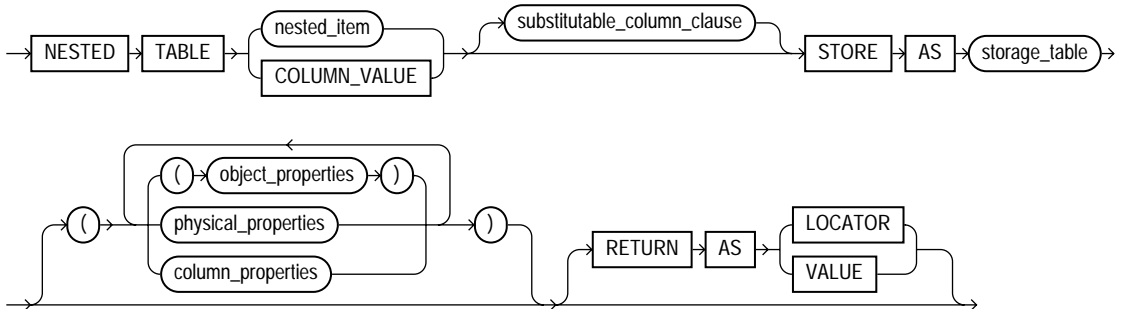 substitutable_column_clause
nested_item
NESTED TABLE COLUMN_VALUE STORE AS storage_table
( object_properties )
( physical_properties )
column_properties
RETURN AS LOCATOR
VALUE